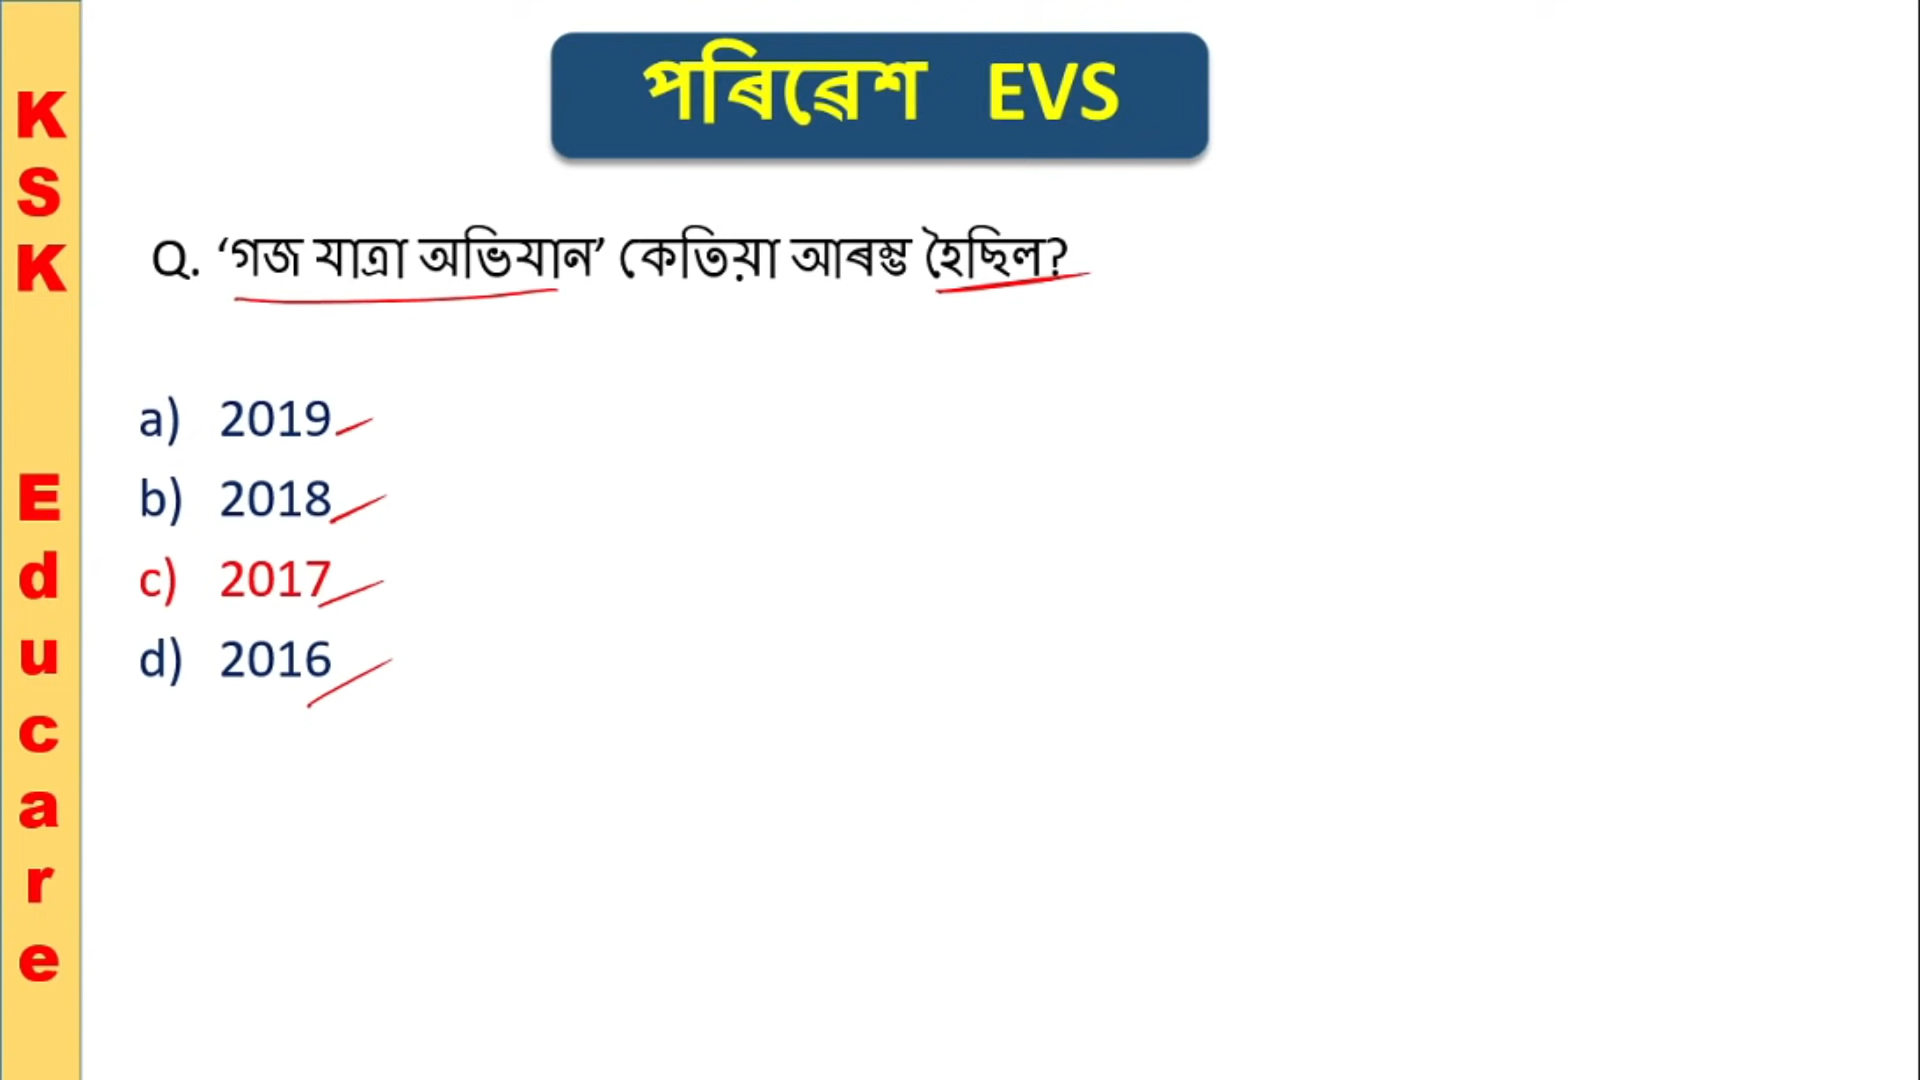 পৰিৱেশ EVS
Q. ‘গজ যাত্ৰা অভিযান’ কেতিয়া আৰম্ভ হৈছিল?
a) 2019
b) 2018
c) 2017
d) 2016
KSK Educare